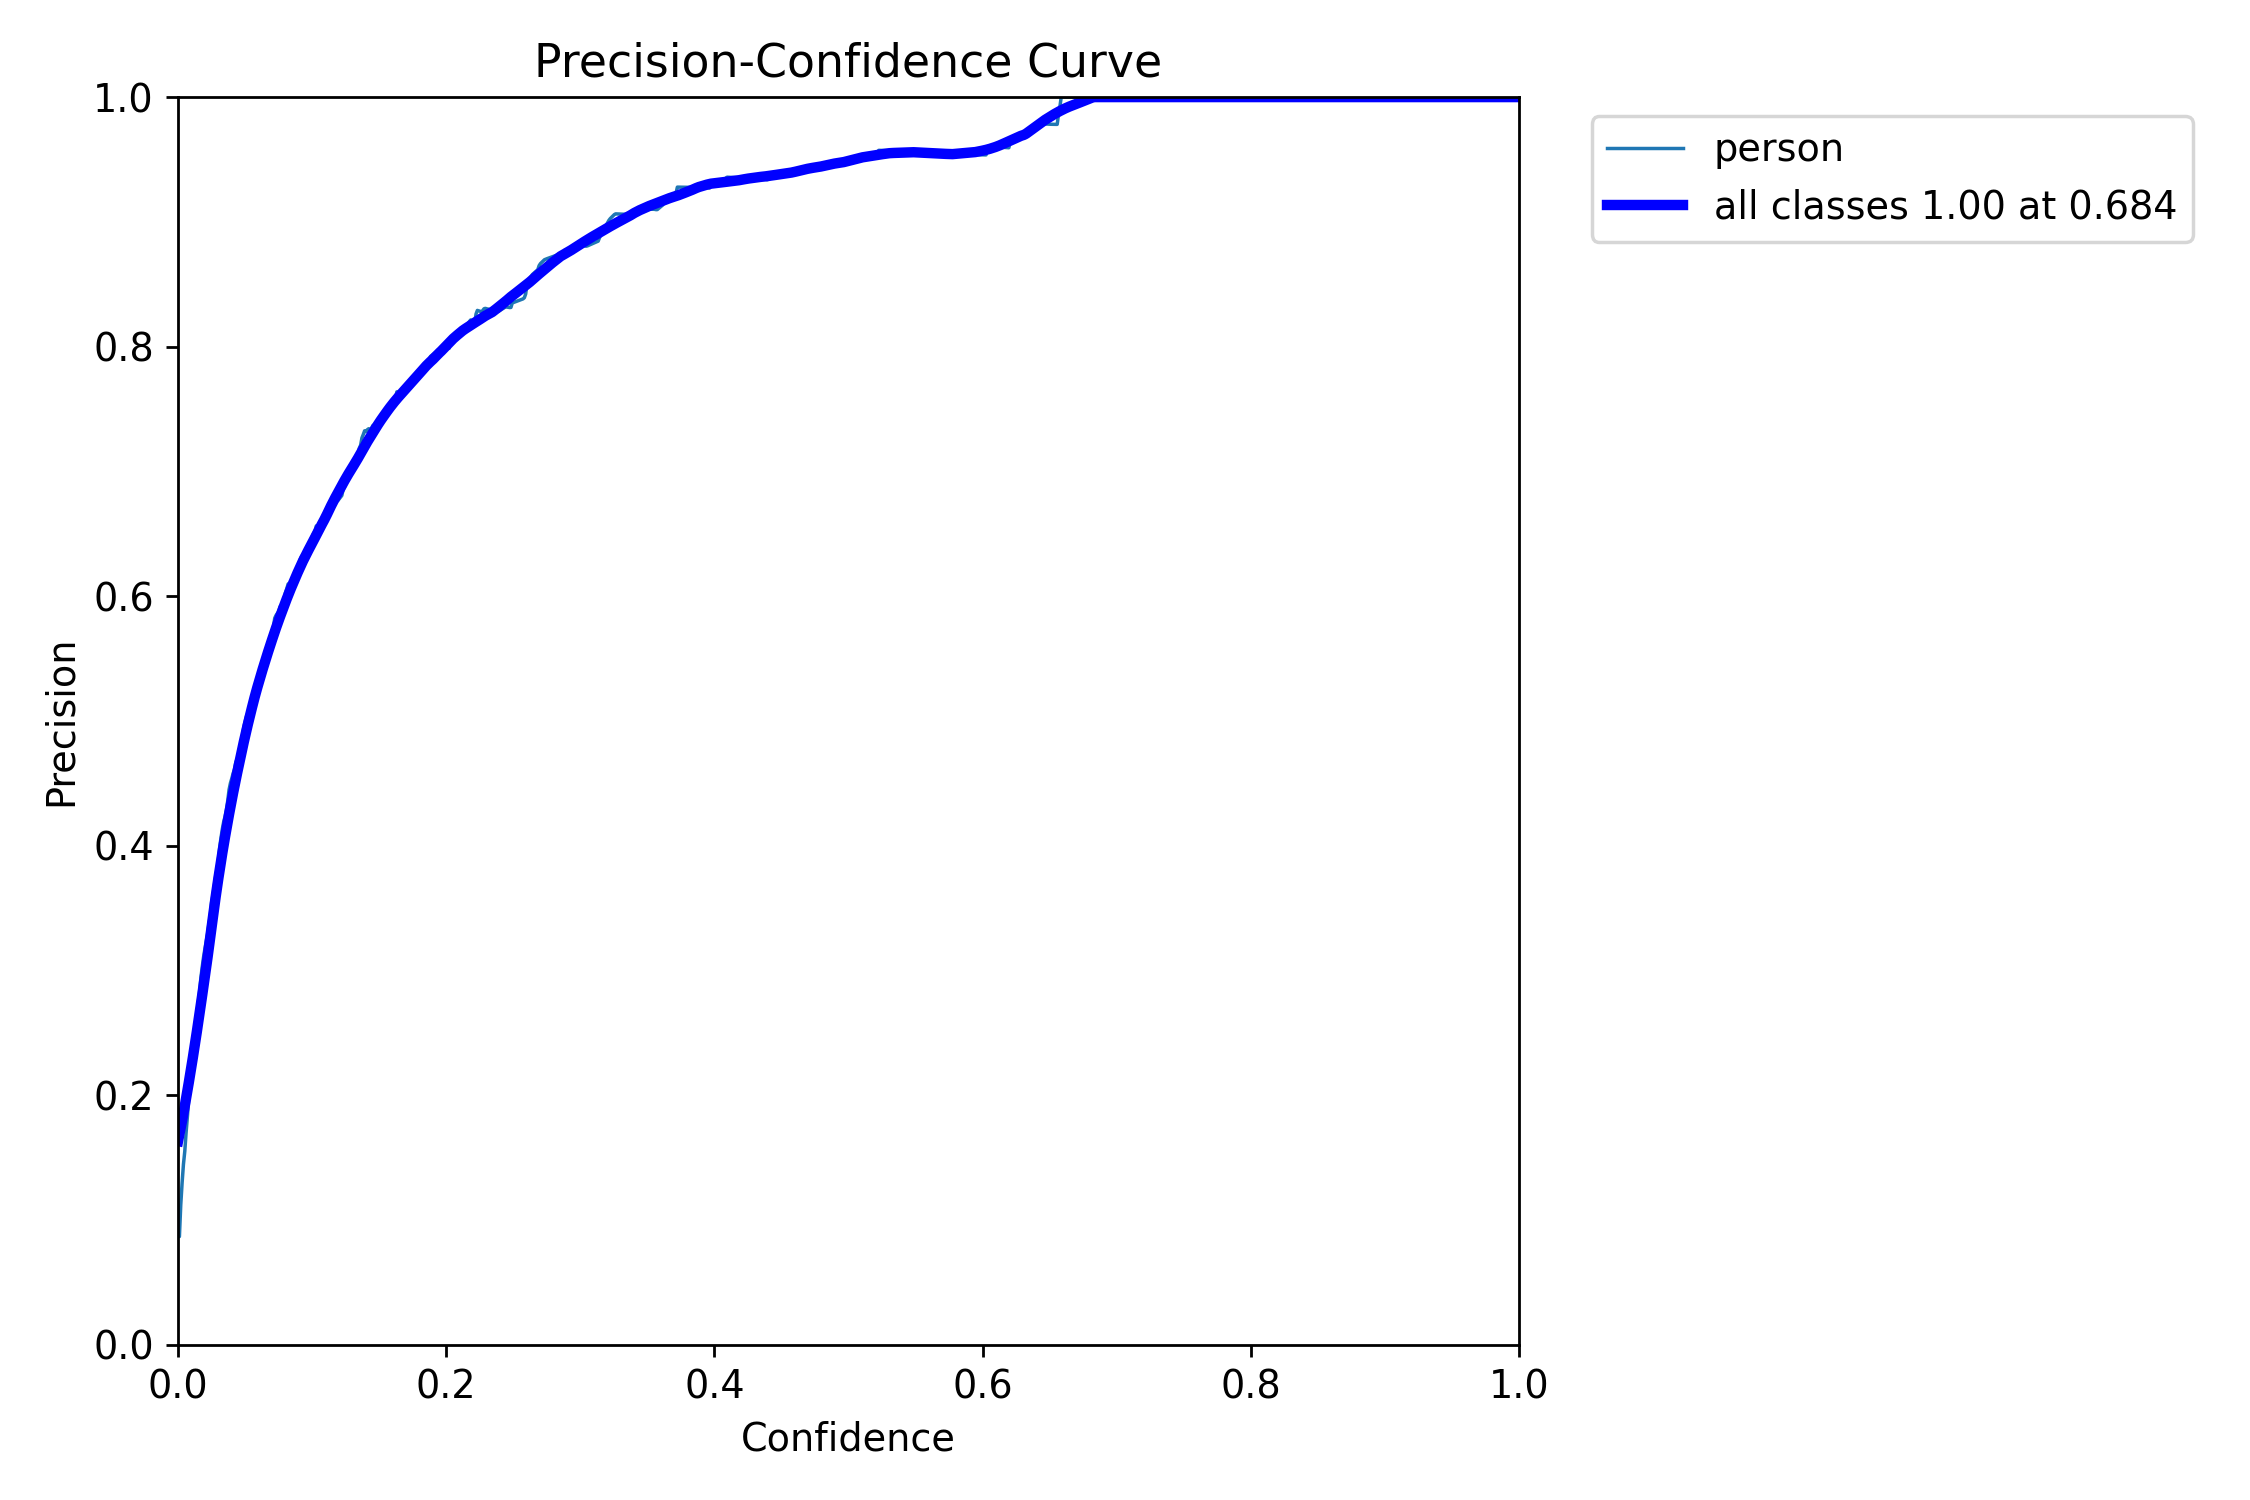 Precision-Confidence Curve
1.0
0.8
0.6
0.4
0.2
0.0
Precision
0.0 0.2 0.4 0.6 0.8 1.0
Confidence
person
all classes 1.00 at 0.684